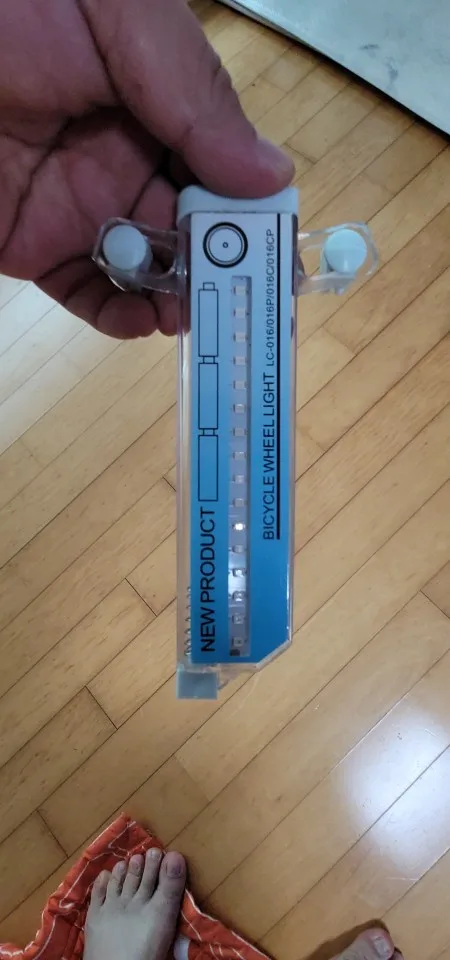 NEW PRODUCT
BICYCLE WHEEL LIGHT LC-016/016P/016C/016CP